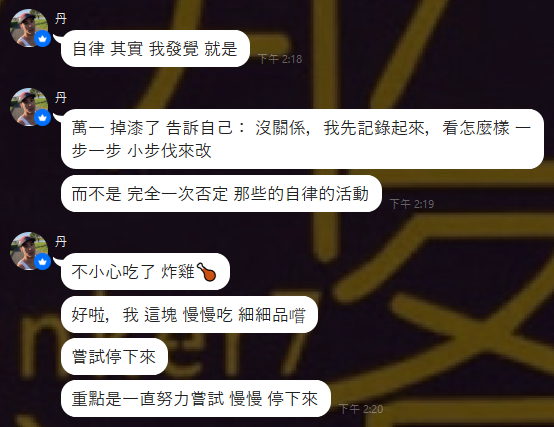 丹
自律 其實 我發覺 就是
下午 2:18
丹
萬一 掉漆了 告訴自己： 沒關係， 我先記錄起來， 看怎麼樣 一
步一步 小步伐來改
而不是 完全一次否定 那些的自律的活動
下午 2:19
丹
不小心吃了 炸雞🍗
好啦， 我 這塊 慢慢吃 細細品嚐
嘗試停下來
重點是一直努力嘗試 慢慢 停下來
下午 2:20